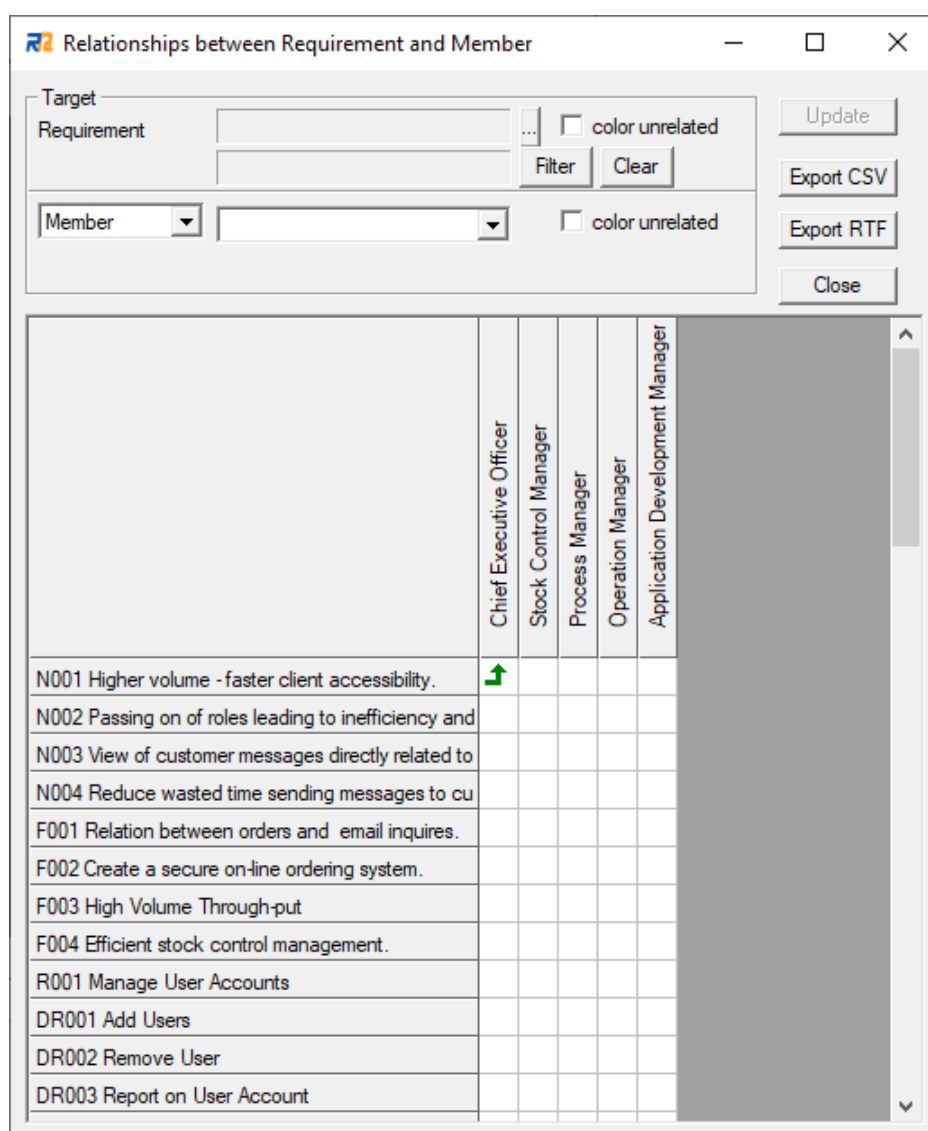 Relationships between Requirement and Member
Target
Requirement
...
color unrelated
Update
Filter
Clear
Export CSV
Member
color unrelated
Export RTF
Close
Chief Executive Officer
Stock Control Manager
Process Manager
Operation Manager
Application Development Manager
N001 Higher volume - faster client accessibility.
N002 Passing on of roles leading to inefficiency and
N003 View of customer messages directly related to
N004 Reduce wasted time sending messages to cu
F001 Relation between orders and  email inquires.
F002 Create a secure on-line ordering system.
F003 High Volume Through-put
F004 Efficient stock control management.
R001 Manage User Accounts
DR001 Add Users
DR002 Remove User
DR003 Report on User Account